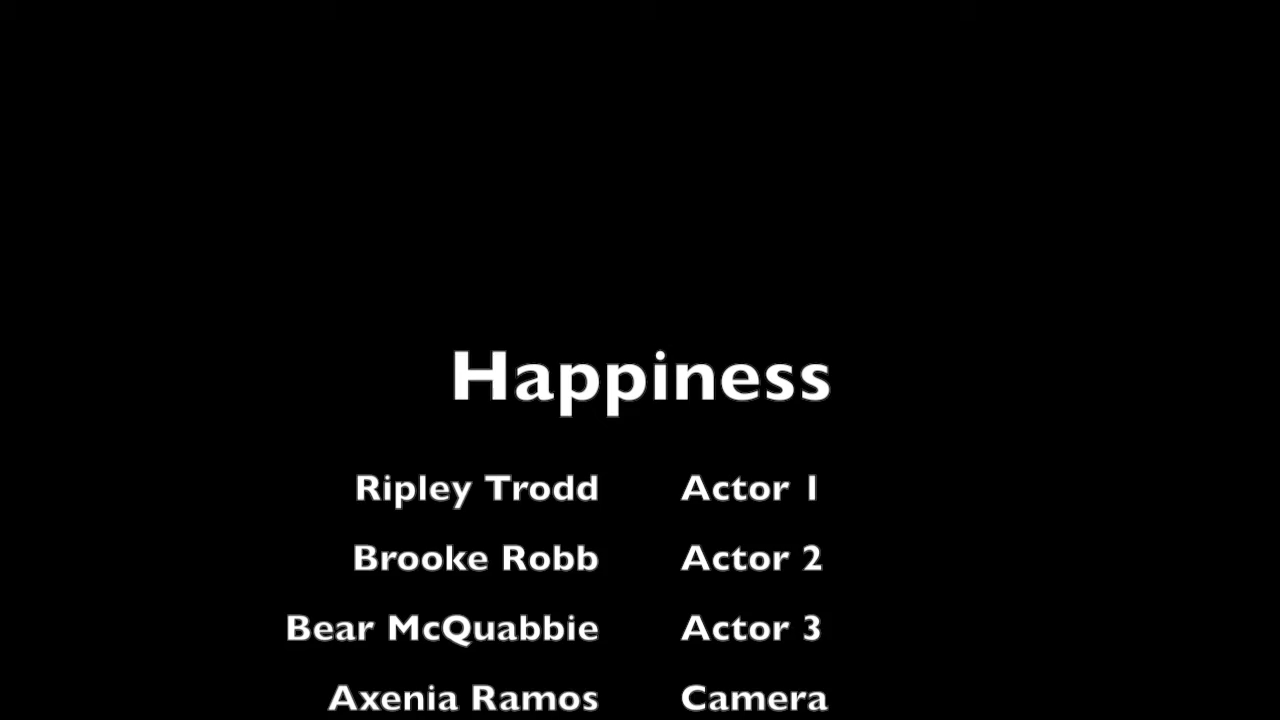 Happiness
Ripley Trodd Actor 1
Brooke Robb Actor 2
Bear McQuabbie Actor 3
Axenia Ramos Camera